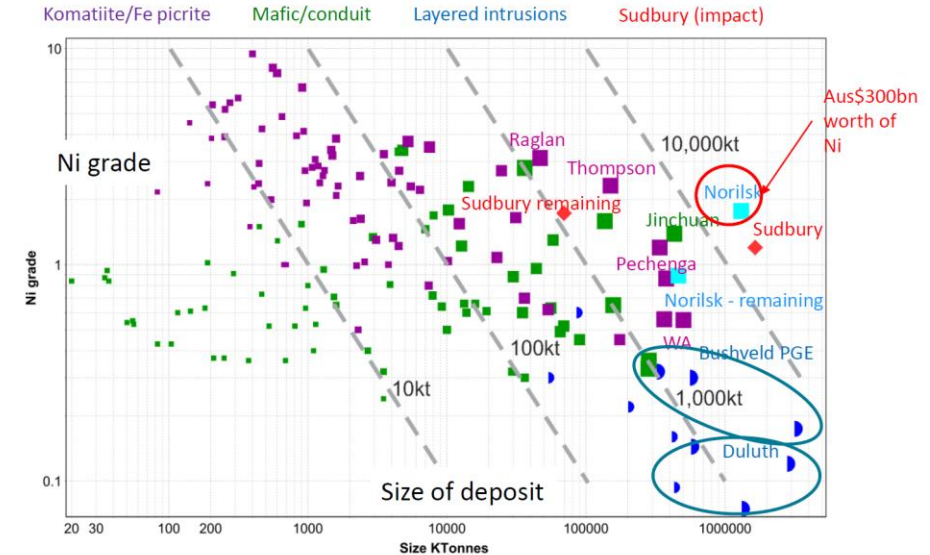 Komatiite/Fe picrite Mafic/conduit Layered intrusions Sudbury (impact)
10
Aus$300bn
worth of
Ni
Ni grade
Raglan
10,000kt
Thompson
Norilsk
Sudbury remaining
Jinchuan
Sudbury
1
Pechenga
Norilsk - remaining
Ni grade
WA
Bushveld PGE
100kt
10kt
1,000kt
Duluth
0.1
Size of deposit
20 30 100 200 1000 10000 100000 1000000
Size KTonnes